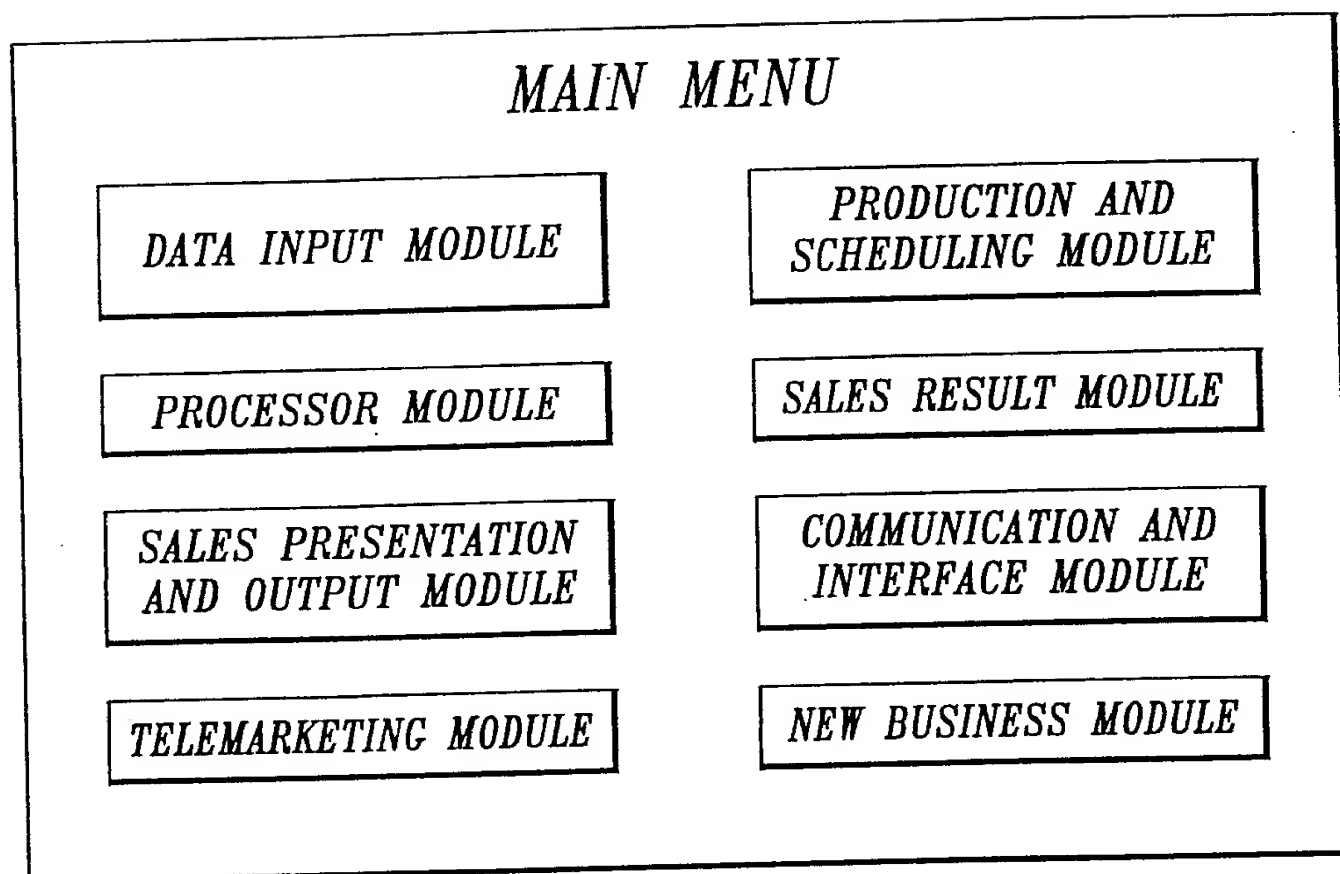 MAIN MENU
DATA INPUT MODULE
PRODUCTION AND
SCHEDULING MODULE
PROCESSOR MODULE
SALES RESULT MODULE
SALES PRESENTATION
AND OUTPUT MODULE
COMMUNICATION AND
INTERFACE MODULE
TELEMARKETING MODULE
NEW BUSINESS MODULE